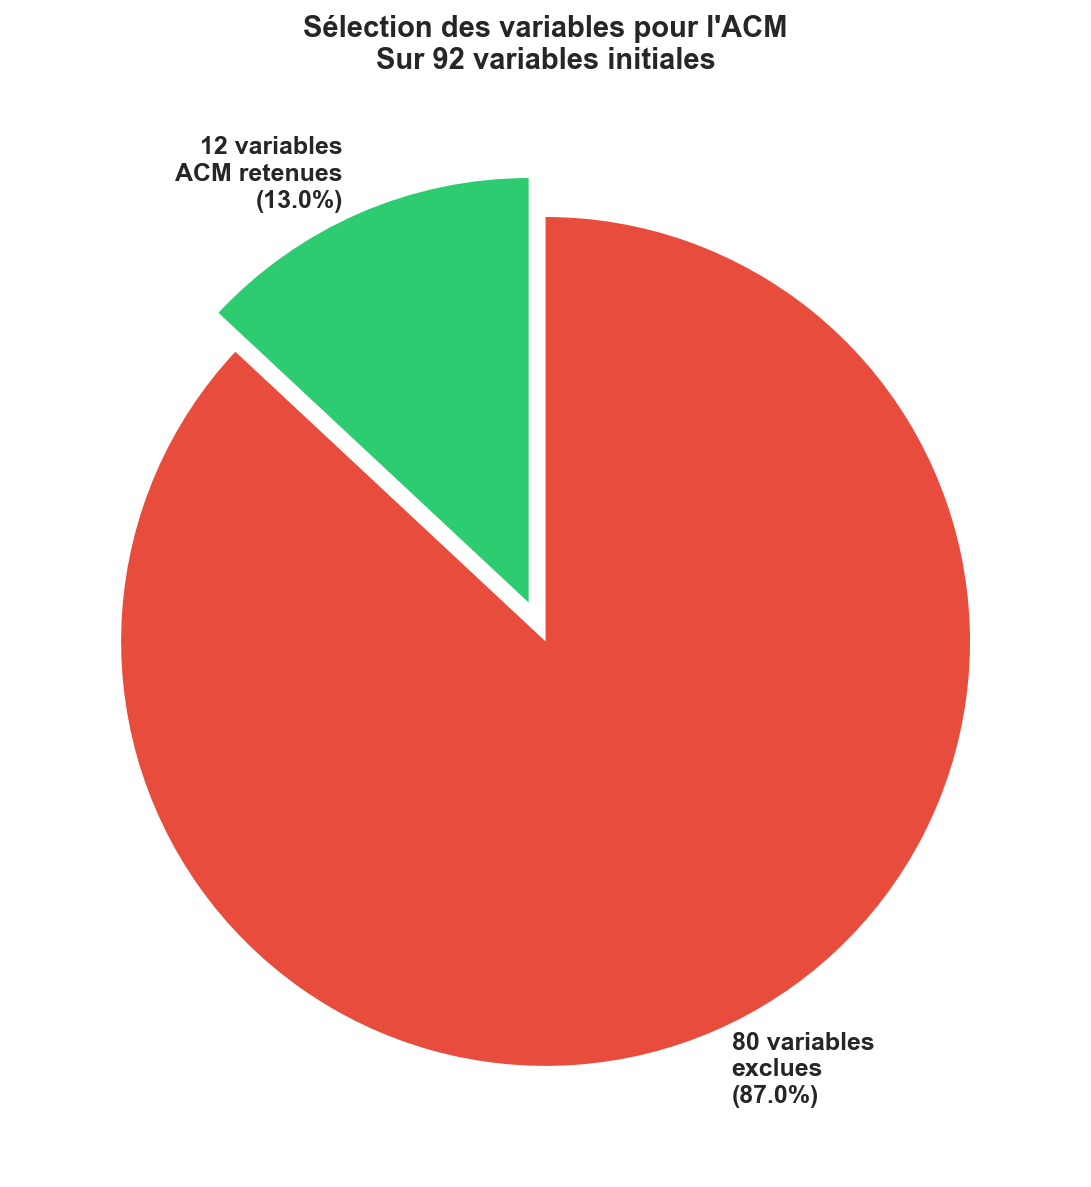 Sélection des variables pour l'ACM
Sur 92 variables initiales
12 variables
ACM retenues
(13.0%)
80 variables
exclues
(87.0%)